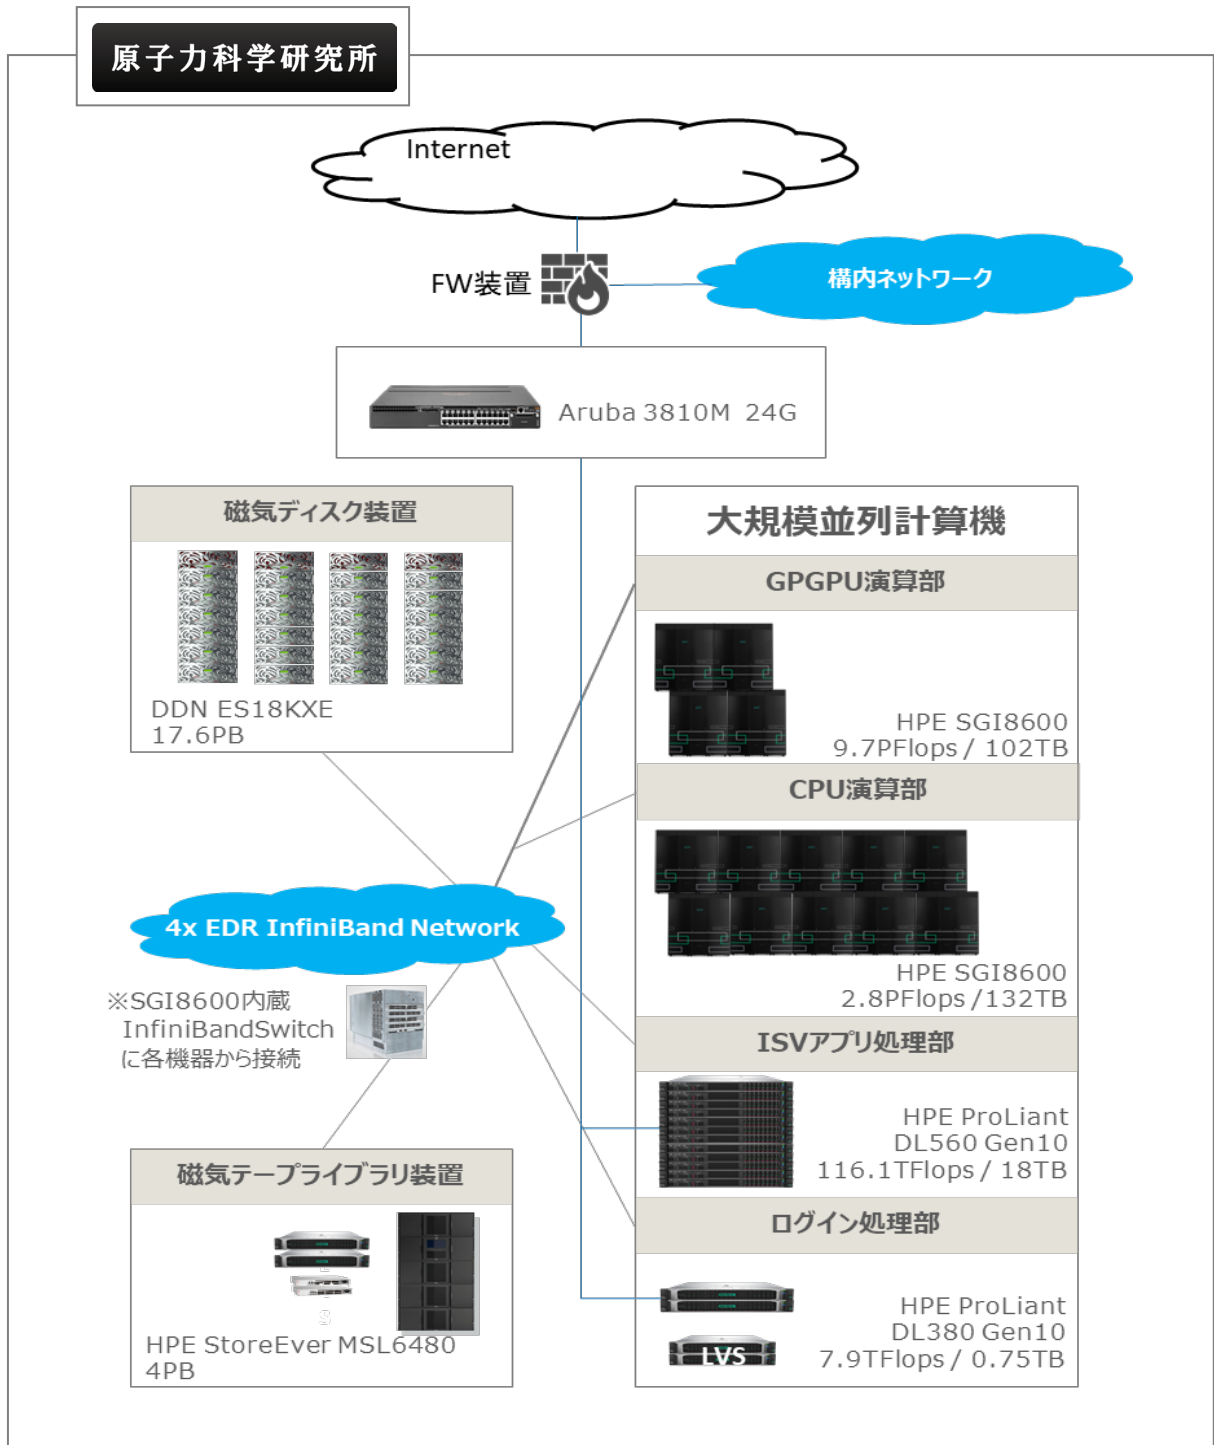 原子力科学研究所
Internet
FW装置
構内ネットワーク
Aruba 3810M 24G
磁気ディスク装置
DDN ES18KXE
17.6PB
大規模並列計算機
GPGPU演算部
HPE SGI8600
9.7PFlops / 102TB
CPU演算部
HPE SGI8600
2.8PFlops /132TB
4x EDR InfiniBand Network
※SGI8600内蔵
InfiniBandSwitch
に各機器から接続
ISVアプリ処理部
HPE ProLiant
DL560 Gen10
116.1TFlops / 18TB
磁気テープライブラリ装置
HPE StoreEver MSL6480
4PB
ログイン処理部
HPE ProLiant
DL380 Gen10
7.9TFlops / 0.75TB
LVS